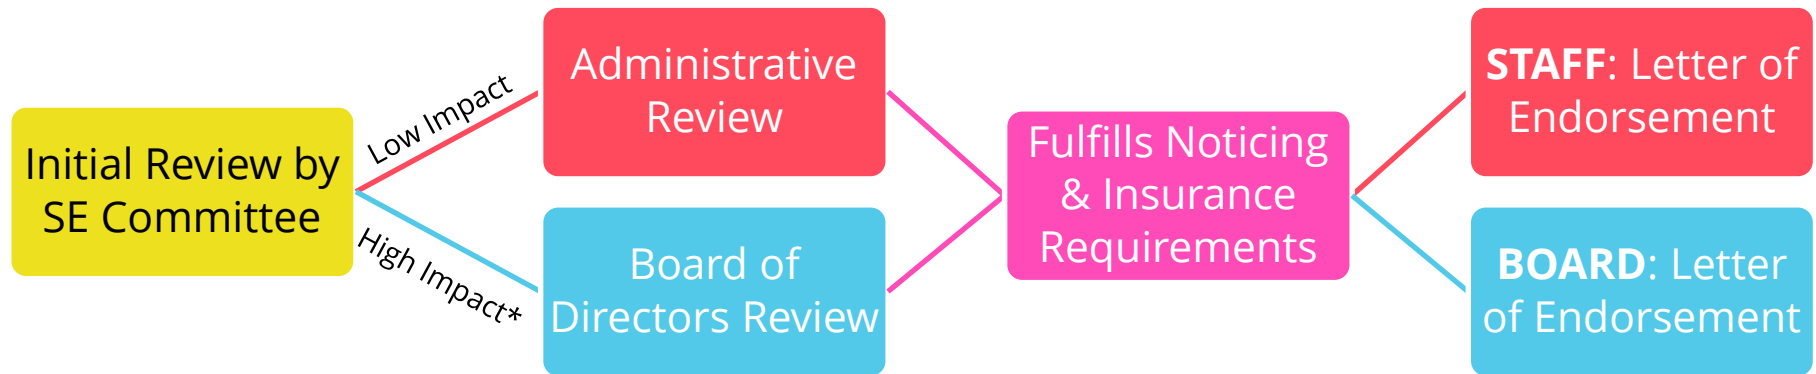 Initial Review by
SE Committee
Low Impact
High Impact*
Administrative
Review
Board of
Directors Review
Fulfills Noticing
& Insurance
Requirements
STAFF: Letter of
Endorsement
BOARD: Letter
of Endorsement